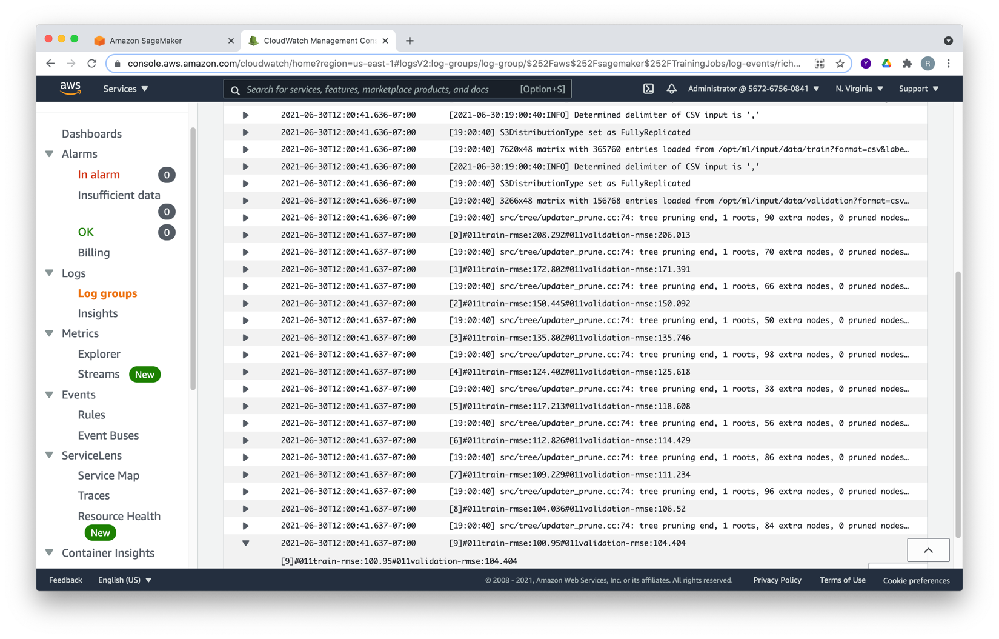 Amazon SageMaker
CloudWatch Management Con
console.aws.amazon.com/cloudwatch/home?region=us-east-1#logsV2:log-groups/log-group/$252Faws$252Fsagemaker$252FTrainingJobs/log-events/rich...
Y
R
aws
Services
Search for services, features, marketplace products, and docs [Option+S]
Administrator @ 5672-6756-0841
N. Virginia
Support
Dashboards
Alarms
In alarm 0
Insufficient data
0
OK 0
Billing
Logs
Log groups
Insights
Metrics
Explorer
Streams New
Events
Rules
Event Buses
ServiceLens
Service Map
Traces
Resource Health
New
Container Insights
2021-06-30T12:00:41.636-07:00 [2021-06-30:19:00:40:INFO] Determined delimiter of CSV input is ','
2021-06-30T12:00:41.636-07:00 [19:00:40] S3DistributionType set as FullyReplicated
2021-06-30T12:00:41.636-07:00 [19:00:40] 7620x48 matrix with 365760 entries loaded from /opt/ml/input/data/train?format=csv&labe…
2021-06-30T12:00:41.636-07:00 [2021-06-30:19:00:40:INFO] Determined delimiter of CSV input is ','
2021-06-30T12:00:41.636-07:00 [19:00:40] S3DistributionType set as FullyReplicated
2021-06-30T12:00:41.636-07:00 [19:00:40] 3266x48 matrix with 156768 entries loaded from /opt/ml/input/data/validation?format=csv…
2021-06-30T12:00:41.637-07:00 [19:00:40] src/tree/updater_prune.cc:74: tree pruning end, 1 roots, 90 extra nodes, 0 pruned nodes…
2021-06-30T12:00:41.637-07:00 [0]#011train-rmse:208.292#011validation-rmse:206.013
2021-06-30T12:00:41.637-07:00 [19:00:40] src/tree/updater_prune.cc:74: tree pruning end, 1 roots, 70 extra nodes, 0 pruned nodes…
2021-06-30T12:00:41.637-07:00 [1]#011train-rmse:172.802#011validation-rmse:171.391
2021-06-30T12:00:41.637-07:00 [19:00:40] src/tree/updater_prune.cc:74: tree pruning end, 1 roots, 66 extra nodes, 0 pruned nodes…
2021-06-30T12:00:41.637-07:00 [2]#011train-rmse:150.445#011validation-rmse:150.092
2021-06-30T12:00:41.637-07:00 [19:00:40] src/tree/updater_prune.cc:74: tree pruning end, 1 roots, 50 extra nodes, 0 pruned nodes…
2021-06-30T12:00:41.637-07:00 [3]#011train-rmse:135.802#011validation-rmse:135.746
2021-06-30T12:00:41.637-07:00 [19:00:40] src/tree/updater_prune.cc:74: tree pruning end, 1 roots, 98 extra nodes, 0 pruned nodes…
2021-06-30T12:00:41.637-07:00 [4]#011train-rmse:124.402#011validation-rmse:125.618
2021-06-30T12:00:41.637-07:00 [19:00:40] src/tree/updater_prune.cc:74: tree pruning end, 1 roots, 38 extra nodes, 0 pruned nodes…
2021-06-30T12:00:41.637-07:00 [5]#011train-rmse:117.213#011validation-rmse:118.608
2021-06-30T12:00:41.637-07:00 [19:00:40] src/tree/updater_prune.cc:74: tree pruning end, 1 roots, 56 extra nodes, 0 pruned nodes…
2021-06-30T12:00:41.637-07:00 [6]#011train-rmse:112.826#011validation-rmse:114.429
2021-06-30T12:00:41.637-07:00 [19:00:40] src/tree/updater_prune.cc:74: tree pruning end, 1 roots, 86 extra nodes, 0 pruned nodes…
2021-06-30T12:00:41.637-07:00 [7]#011train-rmse:109.229#011validation-rmse:111.234
2021-06-30T12:00:41.637-07:00 [19:00:40] src/tree/updater_prune.cc:74: tree pruning end, 1 roots, 96 extra nodes, 0 pruned nodes…
2021-06-30T12:00:41.637-07:00 [8]#011train-rmse:104.036#011validation-rmse:106.52
2021-06-30T12:00:41.637-07:00 [19:00:40] src/tree/updater_prune.cc:74: tree pruning end, 1 roots, 84 extra nodes, 0 pruned nodes…
2021-06-30T12:00:41.637-07:00 [9]#011train-rmse:100.95#011validation-rmse:104.404
[9]#011train-rmse:100.95#011validation-rmse:104.404
Feedback English (US) © 2008 - 2021, Amazon Web Services, Inc. or its affiliates. All rights reserved. Privacy Policy Terms of Use Cookie preferences